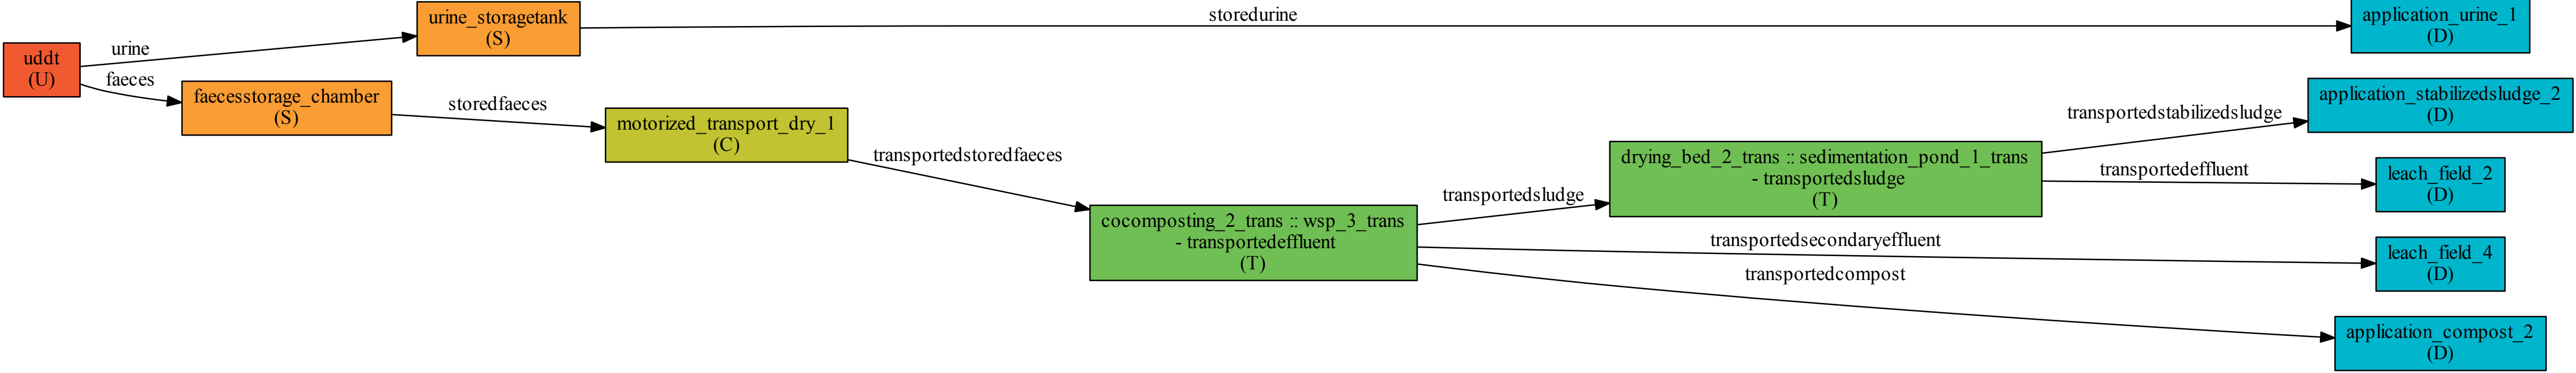 uddt
(U)
urine
faeces
urine_storagetank
(S)
faecesstorage_chamber
(S)
storedurine
storedfaeces
motorized_transport_dry_1
(C)
transportedstoredfaeces
cocomposting_2_trans :: wsp_3_trans
- transportedeffluent
(T)
transportedsludge
transportedsecondaryeffluent
transportedcompost
drying_bed_2_trans :: sedimentation_pond_1_trans
- transportedsludge
(T)
transportedstabilizedsludge
transportedeffluent
application_urine_1
(D)
application_stabilizedsludge_2
(D)
leach_field_2
(D)
leach_field_4
(D)
application_compost_2
(D)